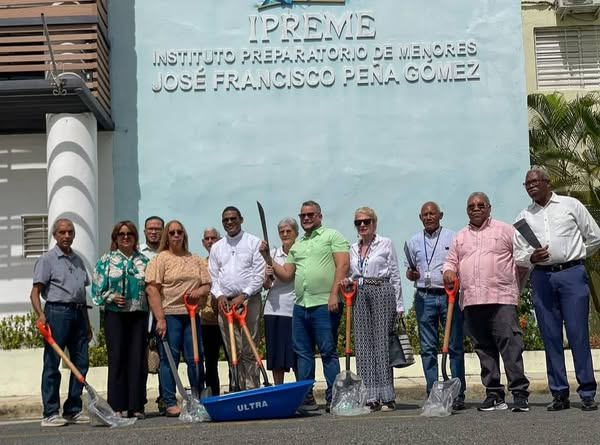 IPREME
INSTITUTO PREPARATORIO DE MENORES
JOSÉ FRANCISCO PEÑA GÓMEZ
ULTRA